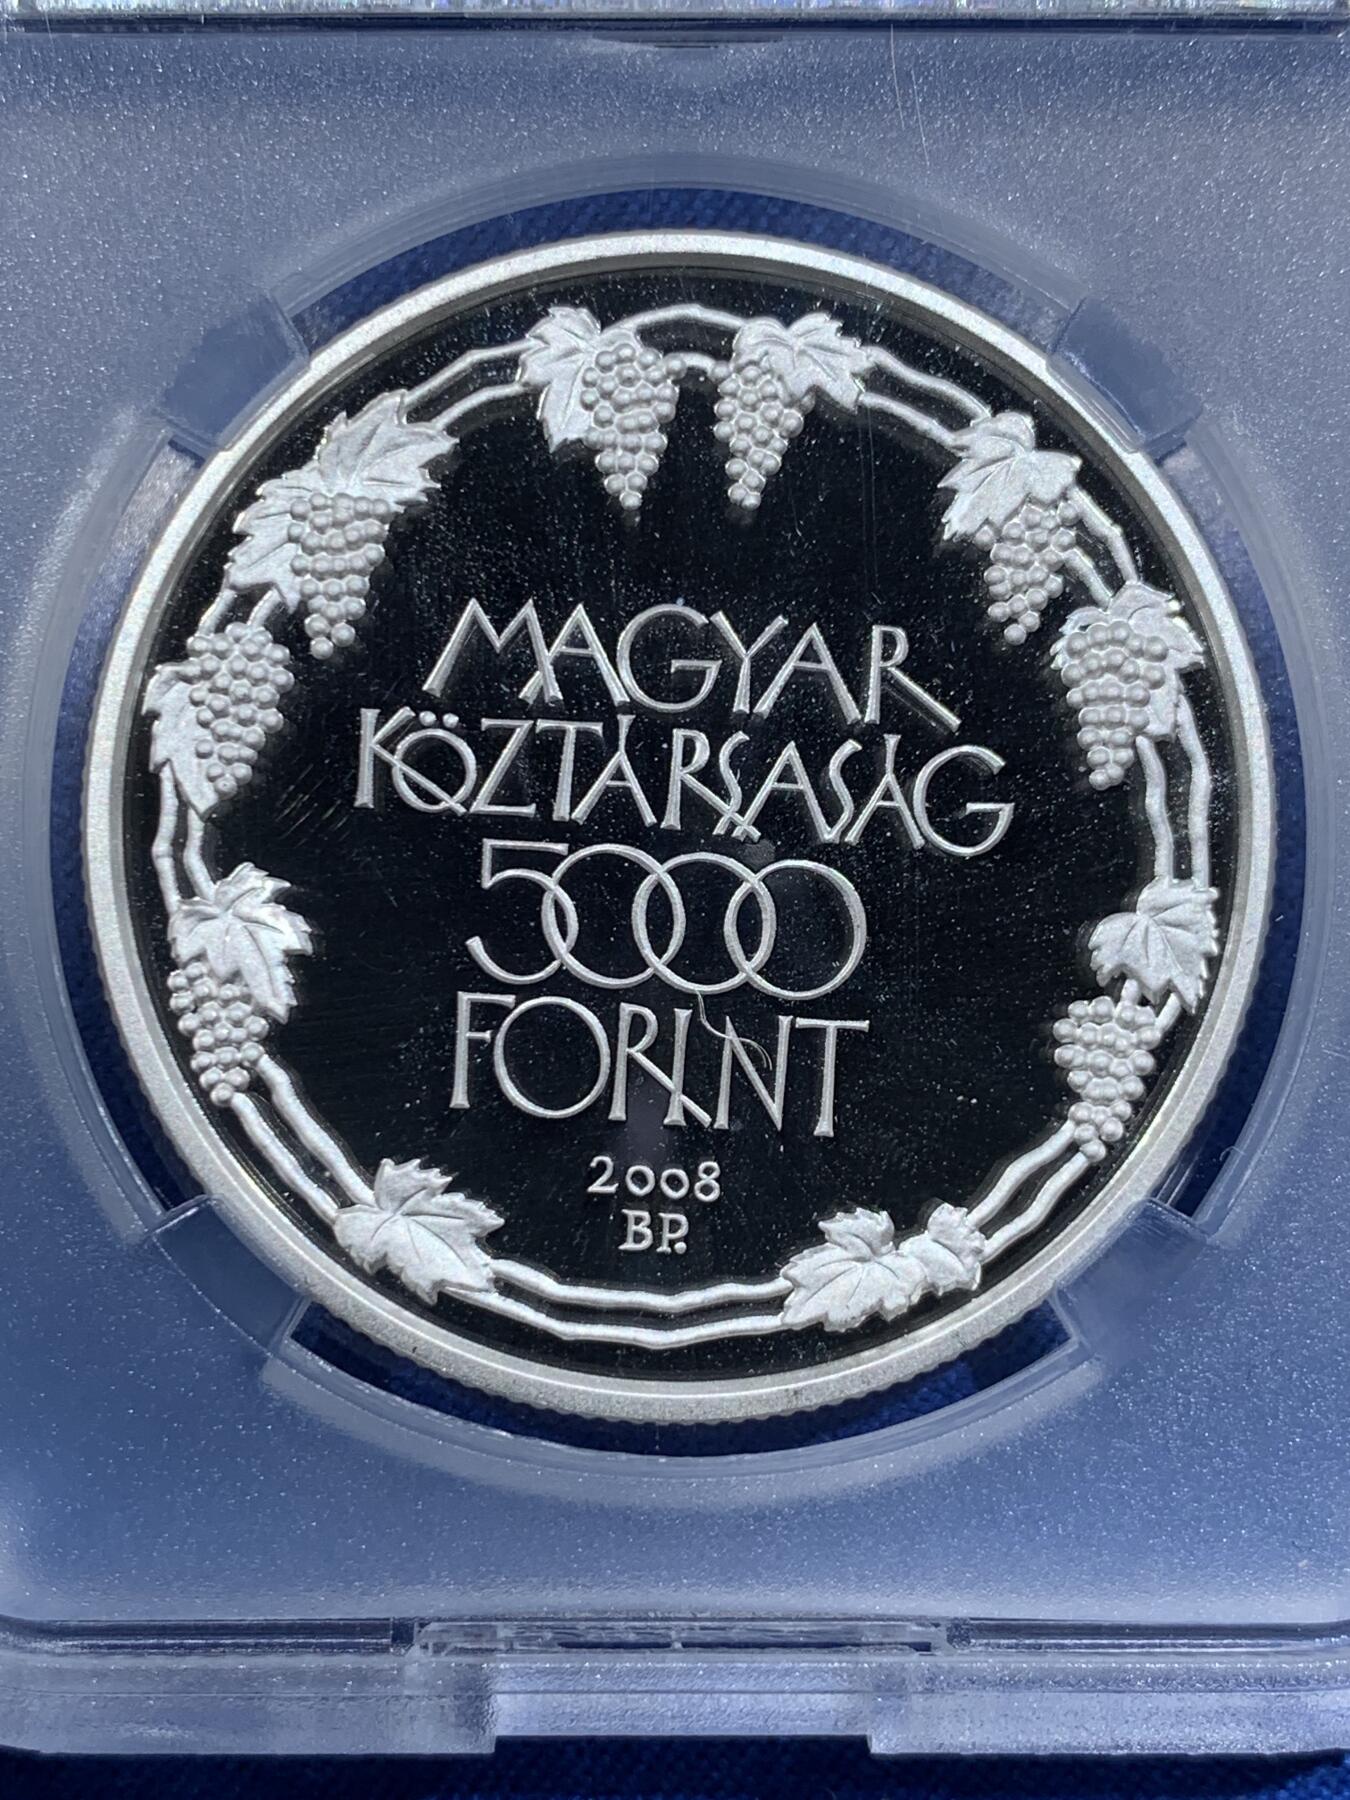 MAGYAR
KÖZTÁRSASÁG
5000
FORINT
2008
BP.